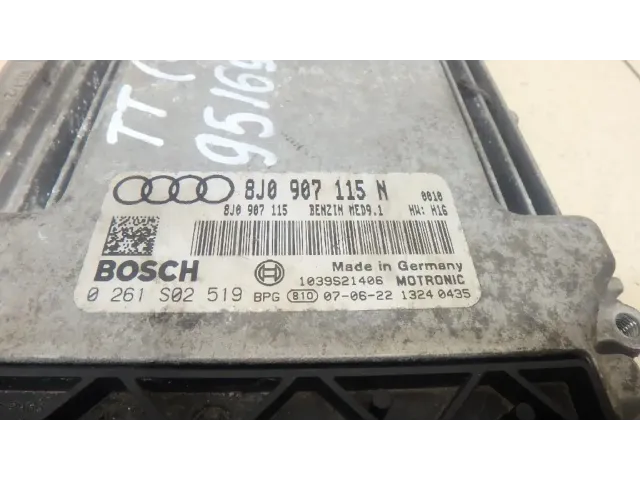 TT (
95169
8J0 907 115 N 0010
8J0 907 115 BENZIN MED9.1 HW: H16
BOSCH
Made in Germany
1039S21406 MOTRONIC
0 261 S02 519 BPG 810 07-06-22 1324 0435